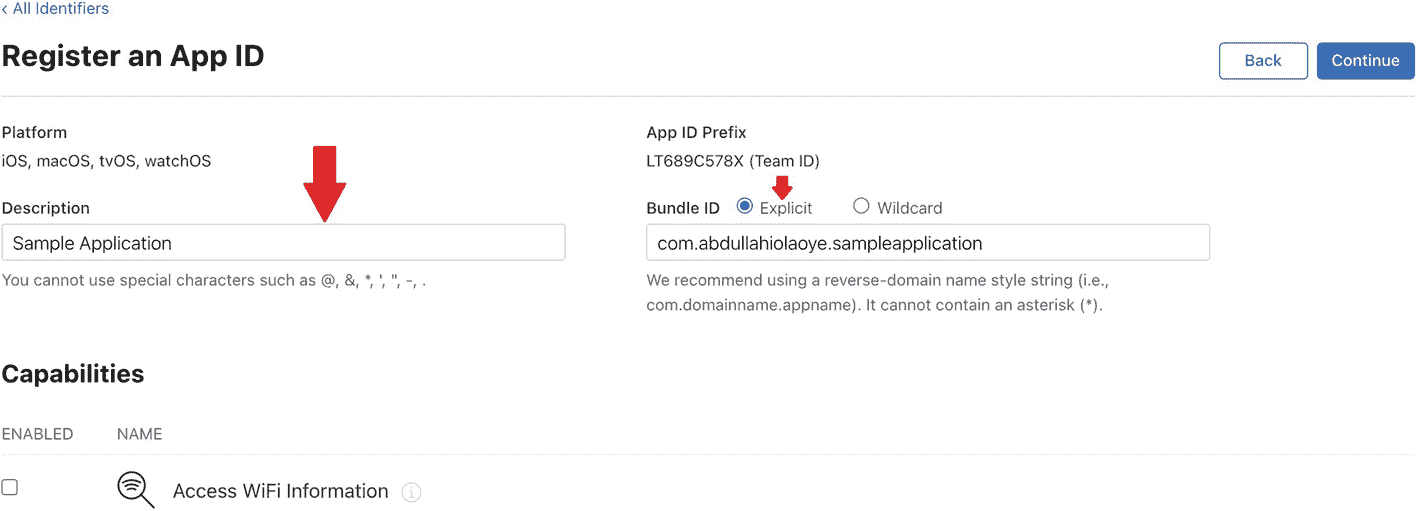 ‹ All Identifiers
Register an App ID
Back
Continue
Platform
iOS, macOS, tvOS, watchOS
App ID Prefix
LT689C578X (Team ID)
Description
Sample Application
You cannot use special characters such as @, &, *, ', ", -, .
Bundle ID Explicit Wildcard
com.abdullahiolaoye.sampleapplication
We recommend using a reverse-domain name style string (i.e.,
com.domainname.appname). It cannot contain an asterisk (*).
Capabilities
ENABLED NAME
Access WiFi Information